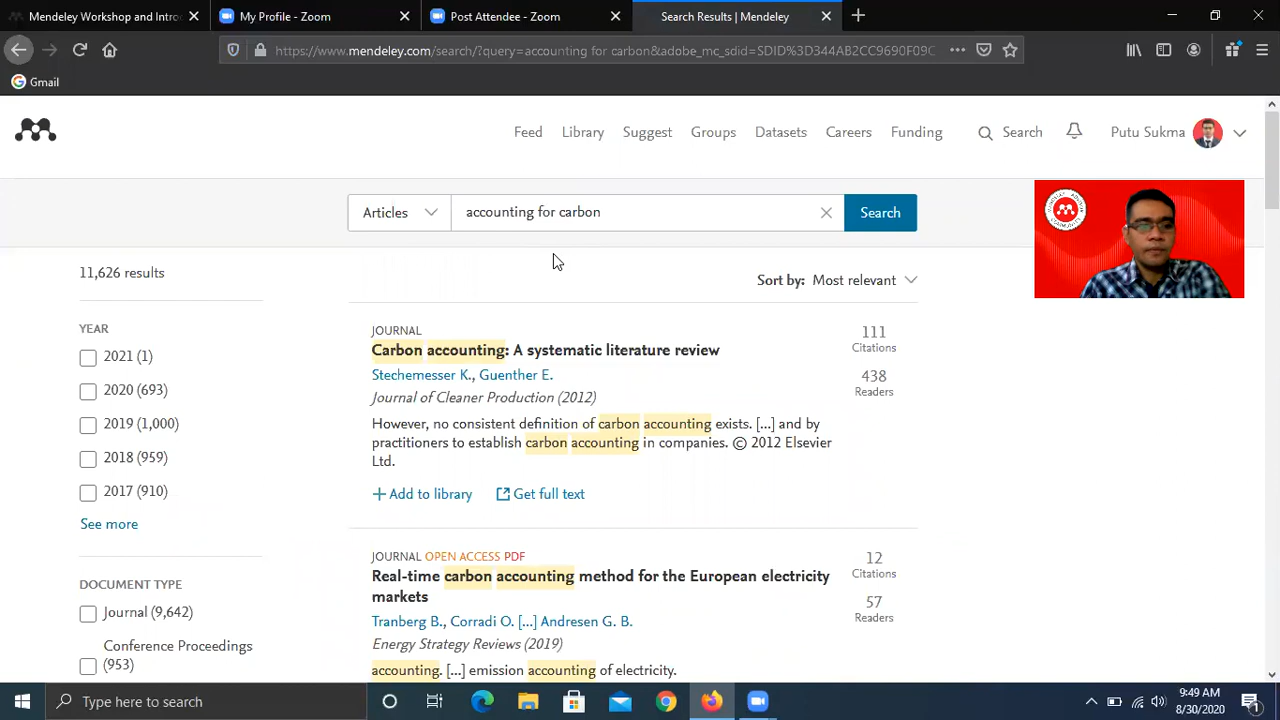 Mendeley Workshop and Intro
My Profile - Zoom
Post Attendee - Zoom
Search Results | Mendeley
https://www.mendeley.com/search/?query=accounting for carbon&adobe_mc_sdid=SDID%3D344AB2CC9690F09C
Gmail
Feed
Library
Suggest
Groups
Datasets
Careers
Funding
Search
Putu Sukma
Articles
accounting for carbon
Search
11,626 results
Sort by: Most relevant
YEAR
2021 (1)
2020 (693)
2019 (1,000)
2018 (959)
2017 (910)
See more
DOCUMENT TYPE
Journal (9,642)
Conference Proceedings
(953)
JOURNAL
Carbon accounting: A systematic literature review
Stechemesser K., Guenther E.
Journal of Cleaner Production (2012)
However, no consistent definition of carbon accounting exists. [...] and by
practitioners to establish carbon accounting in companies. © 2012 Elsevier
Ltd.
Add to library
Get full text
111
Citations
438
Readers
JOURNAL OPEN ACCESS PDF
Real-time carbon accounting method for the European electricity
markets
Tranberg B., Corradi O. [...] Andresen G. B.
Energy Strategy Reviews (2019)
accounting. [...] emission accounting of electricity.
12
Citations
57
Readers
Type here to search
9:49 AM
8/30/2020
1